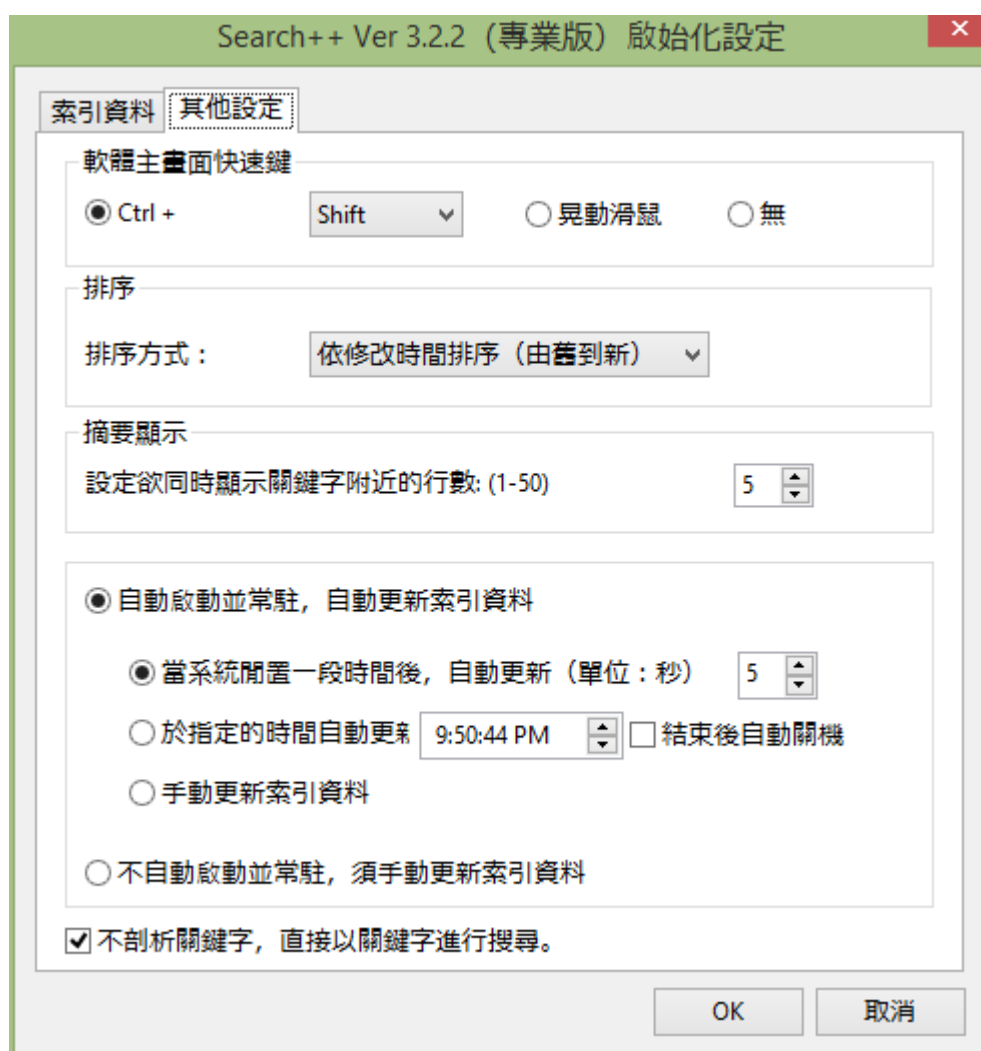 Search++ Ver 3.2.2（專業版）啟始化設定
索引資料 其他設定
軟體主畫面快速鍵
Ctrl + Shift 晃動滑鼠 無
排序
排序方式： 依修改時間排序（由舊到新）
摘要顯示
設定欲同時顯示關鍵字附近的行數: (1-50) 5
自動啟動並常駐，自動更新索引資料
當系統閒置一段時間後，自動更新（單位：秒） 5
於指定的時間自動更新 9:50:44 PM 結束後自動關機
手動更新索引資料
不自動啟動並常駐，須手動更新索引資料
不剖析關鍵字，直接以關鍵字進行搜尋。
OK 取消